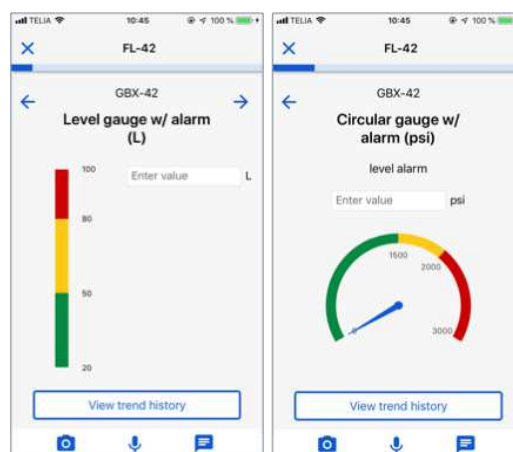 TELIA 10:45 100 %
FL-42
GBX-42
Level gauge w/ alarm
(L)
100
Enter value L
80
50
20
View trend history
TELIA 10:45 100 %
FL-42
GBX-42
Circular gauge w/
alarm (psi)
level alarm
Enter value psi
1500
2000
0
3000
View trend history